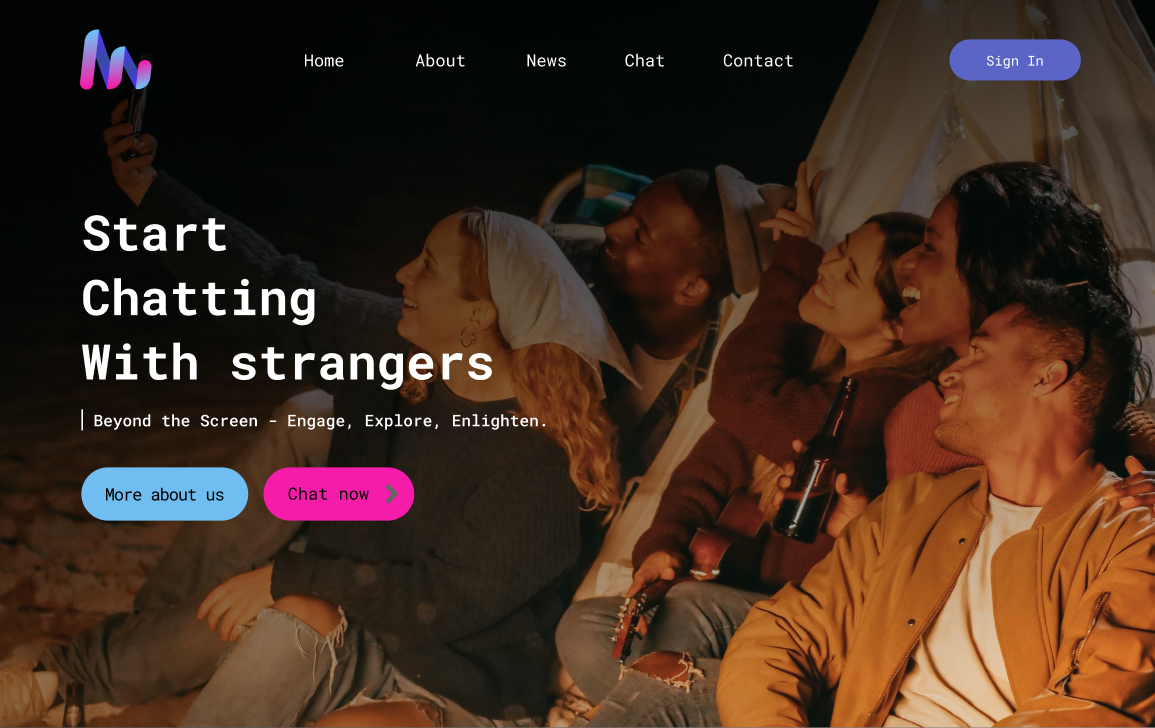 Home About News Chat Contact Sign In
Start
Chatting
With strangers
Beyond the Screen - Engage, Explore, Enlighten.
More about us Chat now